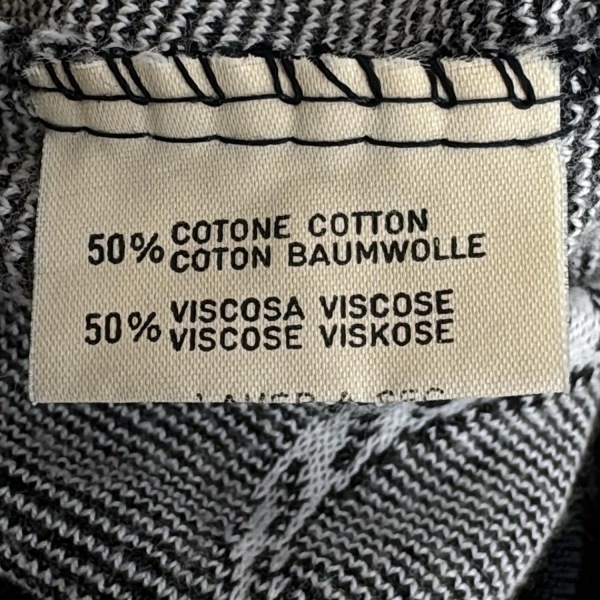 50% COTONE COTTON
COTON BAUMWOLLE
50% VISCOSA VISCOSE
VISCOSE VISKOSE